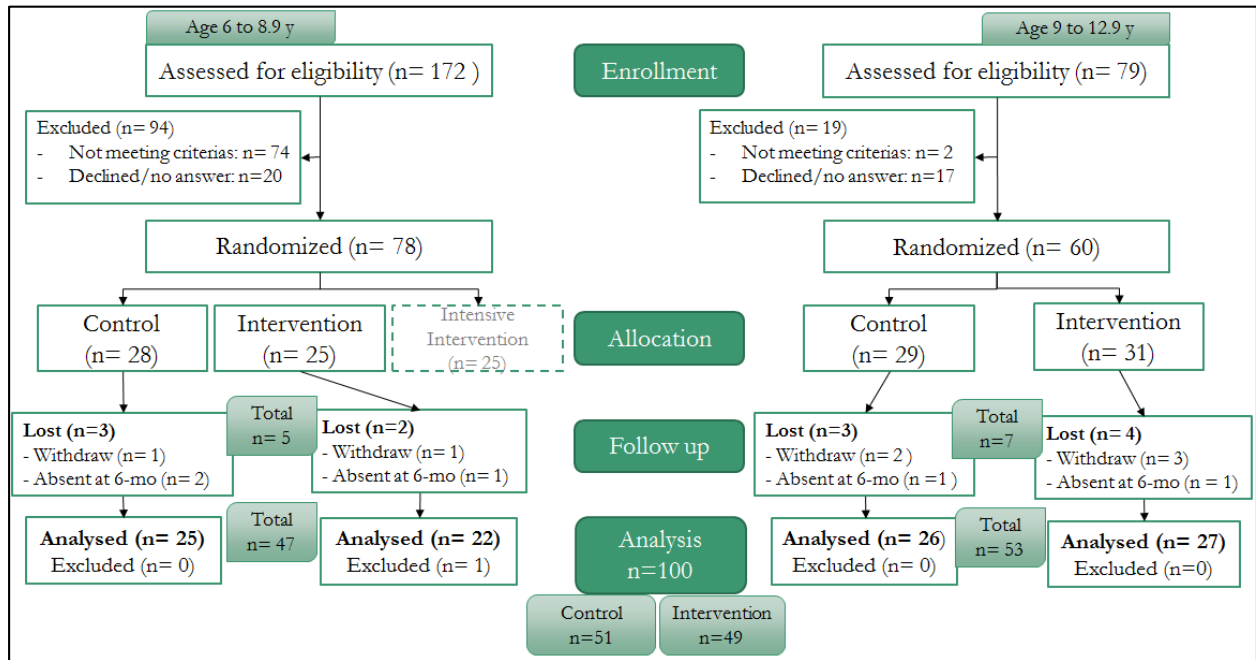 Age 6 to 8.9 y
Assessed for eligibility (n= 172 )
Excluded (n= 94)
- Not meeting criterias: n= 74
- Declined/no answer: n=20
Randomized (n= 78)
Control
(n= 28)
Intervention
(n= 25)
Intensive
Intervention
(n= 25)
Lost (n=3)
- Withdraw (n= 1)
- Absent at 6-mo (n= 2)
Total
n= 5
Lost (n=2)
- Withdraw (n= 1)
- Absent at 6-mo (n= 1)
Analysed (n= 25)
Excluded (n= 0)
Total
n= 47
Analysed (n= 22)
Excluded (n= 1)
Enrollment
Allocation
Follow up
Analysis
n=100
Control
n=51
Intervention
n=49
Age 9 to 12.9 y
Assessed for eligibility (n= 79)
Excluded (n= 19)
- Not meeting criterias: n= 2
- Declined/no answer: n=17
Randomized (n= 60)
Control
(n= 29)
Intervention
(n= 31)
Lost (n=3)
- Withdraw (n= 2 )
- Absent at 6-mo (n =1 )
Total
n=7
Lost (n= 4)
- Withdraw (n= 3)
- Absent at 6-mo (n = 1)
Analysed (n= 26)
Excluded (n= 0)
Total
n= 53
Analysed (n= 27)
Excluded (n=0)